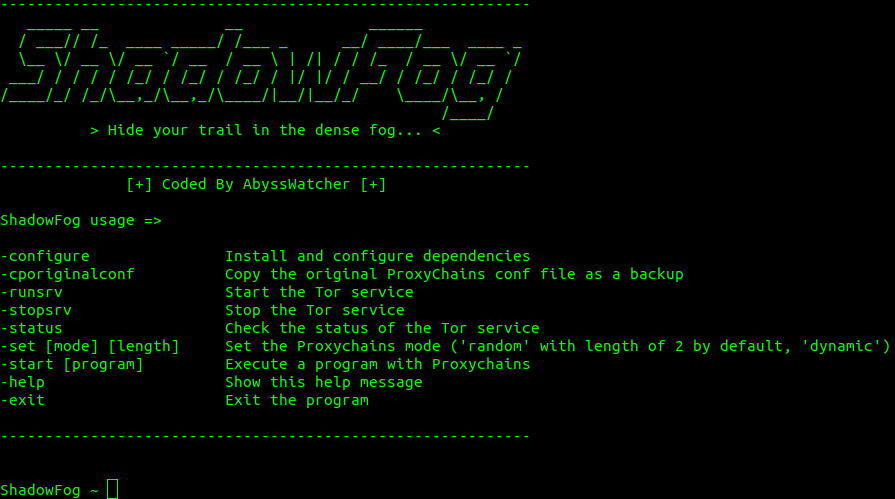 ------------------------------------------------------------
ShadowFog
> Hide your trail in the dense fog... <
------------------------------------------------------------
[+] Coded By AbyssWatcher [+]
ShadowFog usage =>
-configure Install and configure dependencies
-cporiginalconf Copy the original ProxyChains conf file as a backup
-runsrv Start the Tor service
-stopsrv Stop the Tor service
-status Check the status of the Tor service
-set [mode] [length] Set the Proxychains mode ('random' with length of 2 by default, 'dynamic')
-start [program] Execute a program with Proxychains
-help Show this help message
-exit Exit the program
------------------------------------------------------------
ShadowFog ~